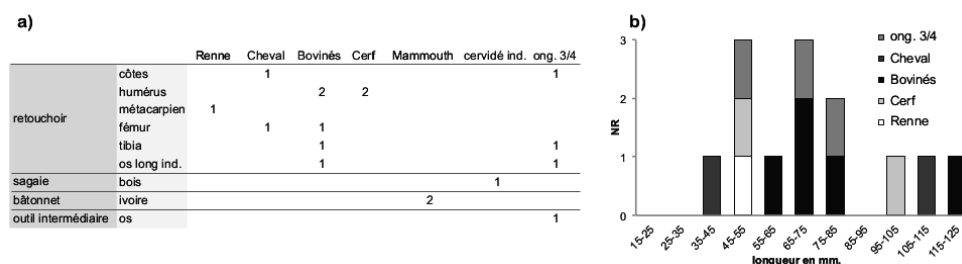 a)
Renne Cheval Bovinés Cerf Mammouth cervidé ind. ong. 3/4
retouchoir
côtes 1 1
humérus 2 2
métacarpien 1
fémur 1 1
tibia 1 1
os long ind. 1 1
sagaie bois 1
bâtonnet ivoire 2
outil intermédiaire os 1
b)
3
2
1
0
NR
ong. 3/4
Cheval
Bovinés
Cerf
Renne
15-25 25-35 35-45 45-55 55-65 65-75 75-85 85-95 95-105 105-115 115-125
longueur en mm.